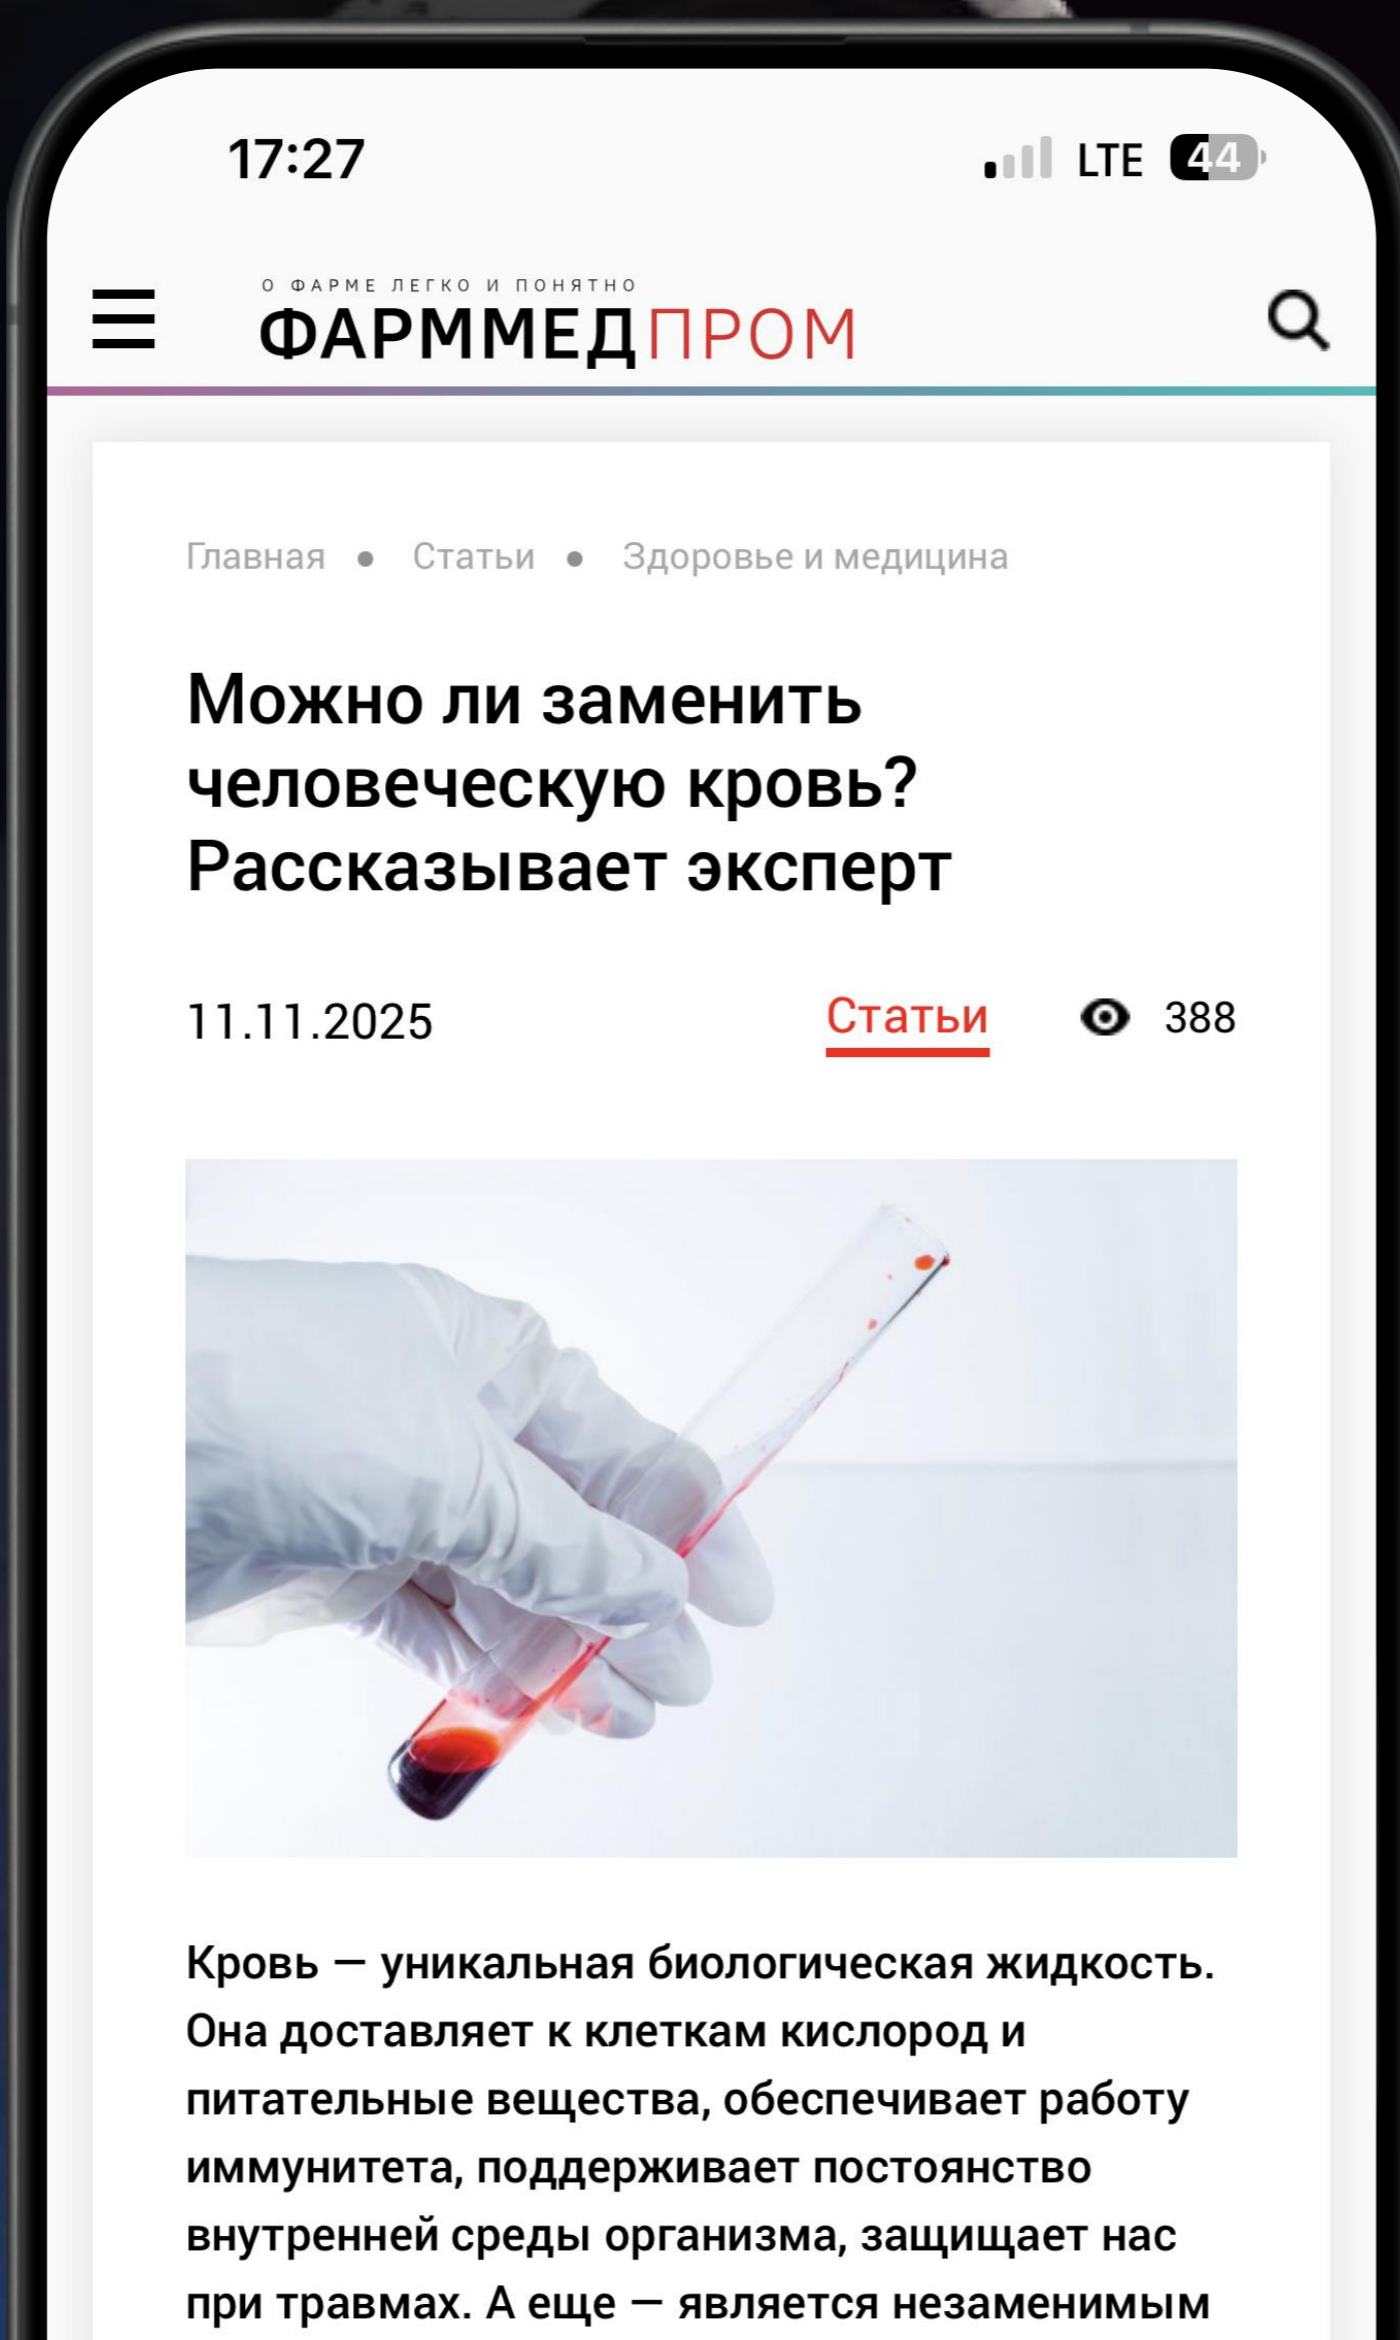 17:27
LTE 44
О ФАРМЕ ЛЕГКО И ПОНЯТНО
ФАРММЕДПРОМ
Главная • Статьи • Здоровье и медицина
Можно ли заменить
человеческую кровь?
Рассказывает эксперт
11.11.2025 Статьи 388
Кровь — уникальная биологическая жидкость.
Она доставляет к клеткам кислород и
питательные вещества, обеспечивает работу
иммунитета, поддерживает постоянство
внутренней среды организма, защищает нас
при травмах. А еще — является незаменимым